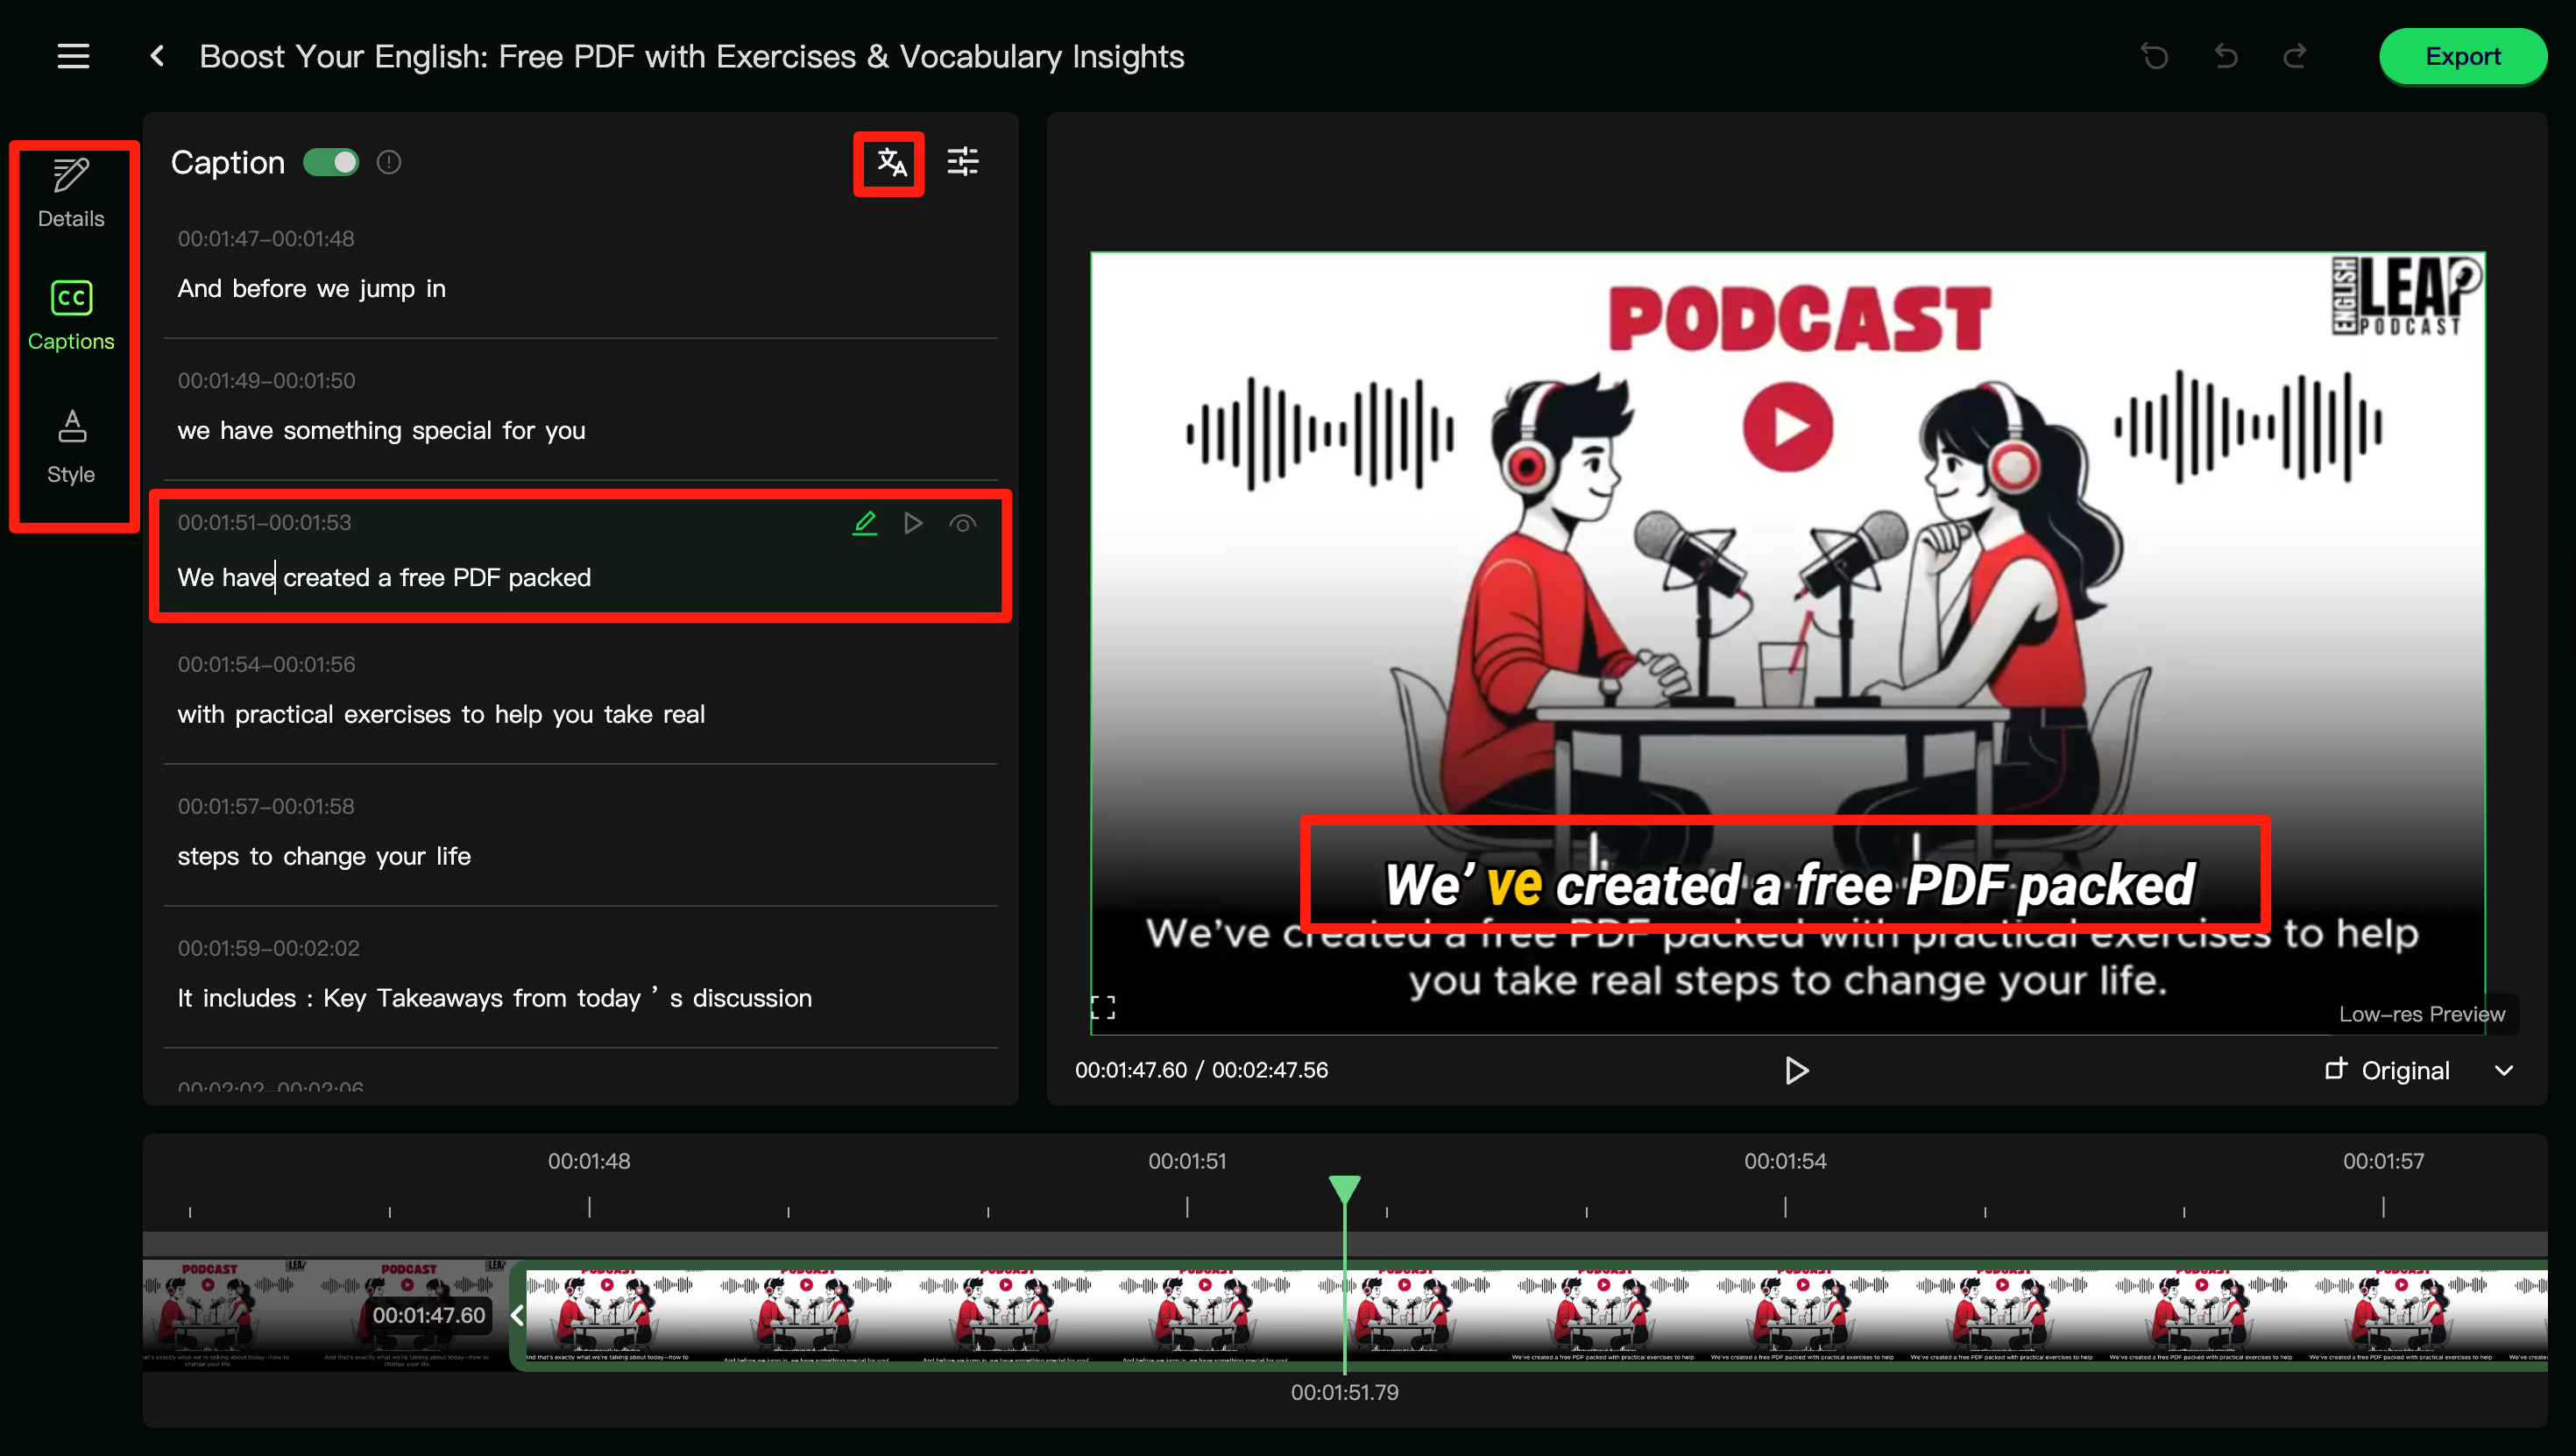 Boost Your English: Free PDF with Exercises & Vocabulary Insights
Export
Details
Captions
Style
Caption
00:01:47–00:01:48
And before we jump in
00:01:49–00:01:50
we have something special for you
00:01:51–00:01:53
We have created a free PDF packed
00:01:54–00:01:56
with practical exercises to help you take real
00:01:57–00:01:58
steps to change your life
00:01:59–00:02:02
It includes : Key Takeaways from today ’ s discussion
00:02:02–00:02:06
PODCAST
ENGLISH
LEAP
PODCAST
We’ ve created a free PDF packed
We’ve created a free PDF packed with practical exercises to help
you take real steps to change your life.
Low-res Preview
00:01:47.60 / 00:02:47.56
Original
00:01:48
00:01:51
00:01:54
00:01:57
00:01:47.60
00:01:51.79